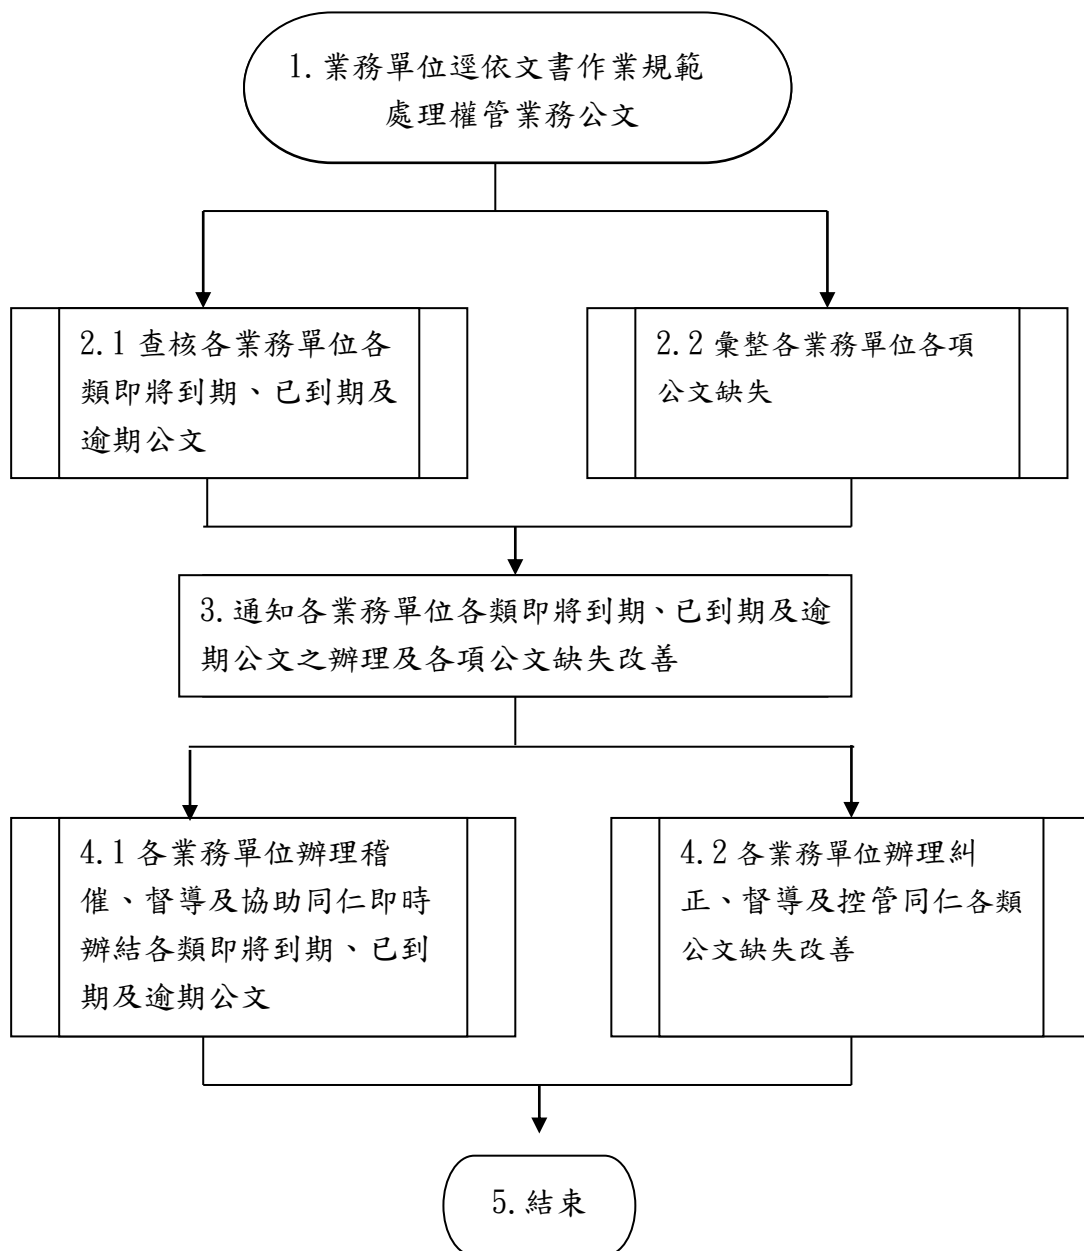 1.業務單位逕依文書作業規範
處理權管業務公文
2.1 查核各業務單位各
類即將到期、已到期及
逾期公文
2.2 彙整各業務單位各項
公文缺失
3.通知各業務單位各類即將到期、已到期及逾
期公文之辦理及各項公文缺失改善
4.1 各業務單位辦理稽
催、督導及協助同仁即時
辦結各類即將到期、已到
期及逾期公文
4.2 各業務單位辦理糾
正、督導及控管同仁各類
公文缺失改善
5.結束